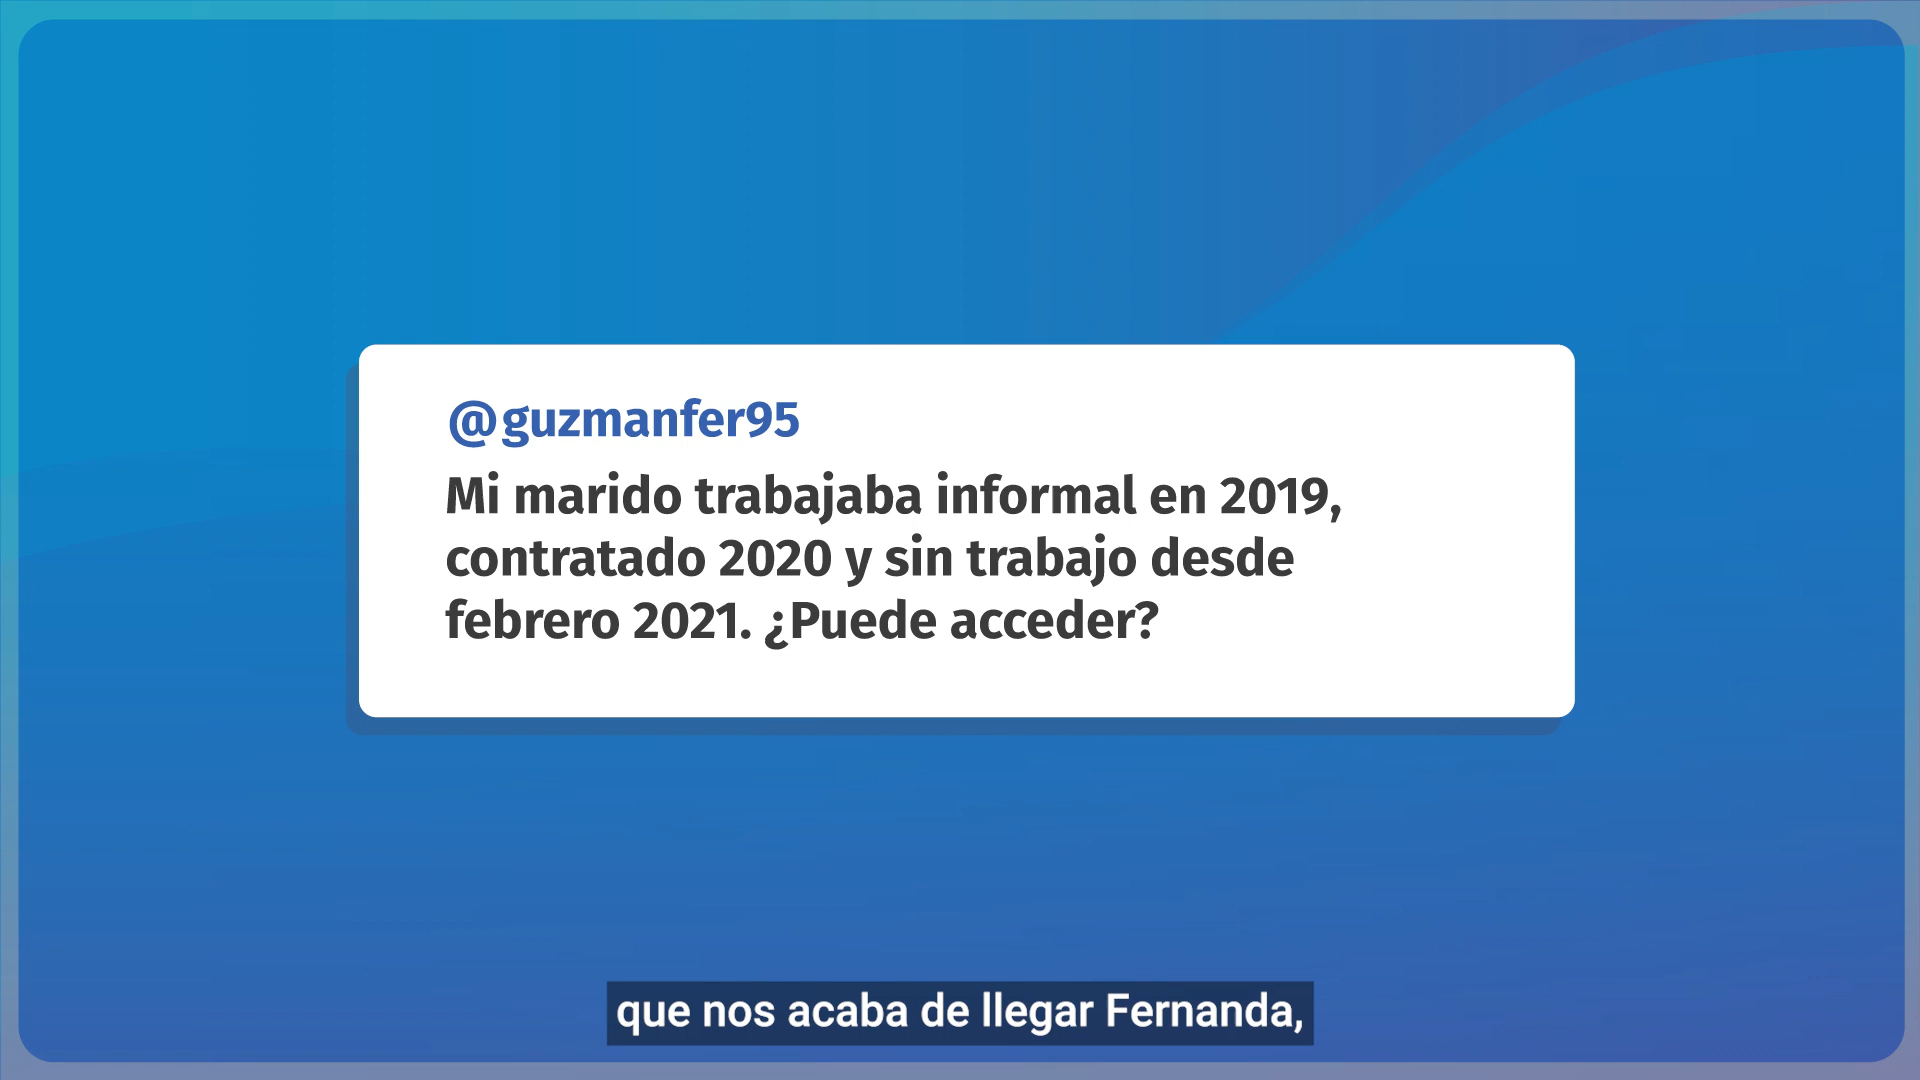 @guzmanfer95
Mi marido trabajaba informal en 2019,
contratado 2020 y sin trabajo desde
febrero 2021. ¿Puede acceder?
que nos acaba de llegar Fernanda,